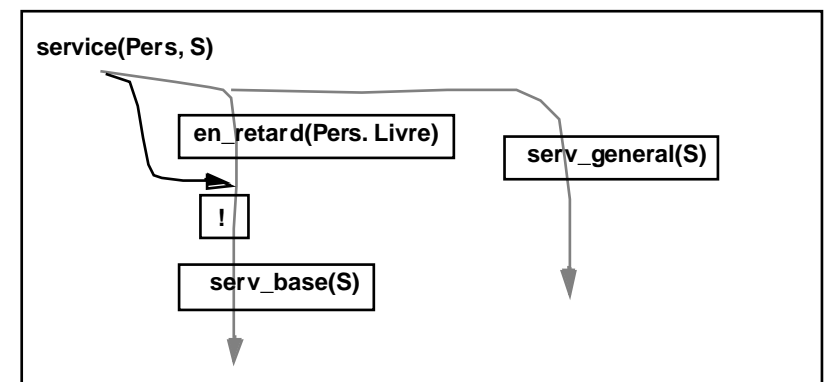 service(Pers, S)
en_retard(Pers. Livre)
serv_general(S)
!
serv_base(S)